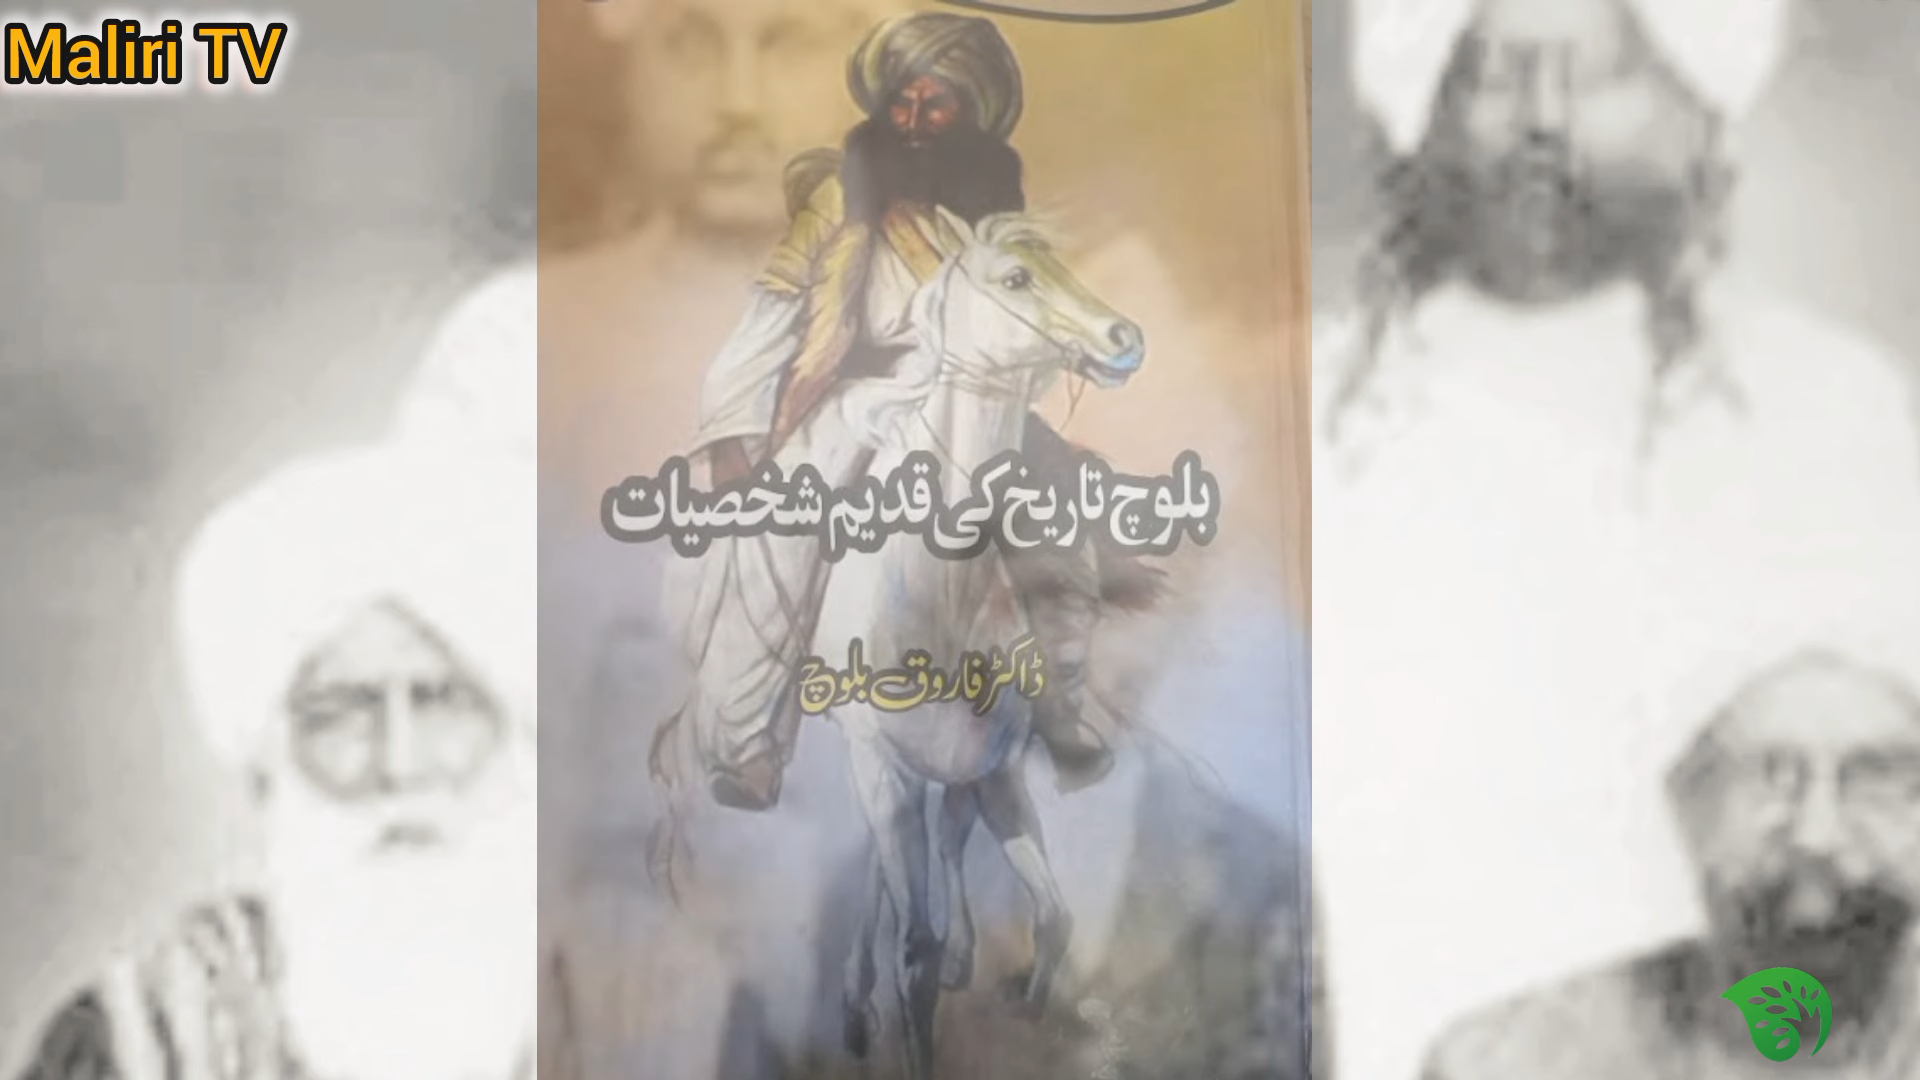 Maliri TV
بلوچ تاریخ کی قدیم شخصیات
ڈاکٹر فاروق بلوچ